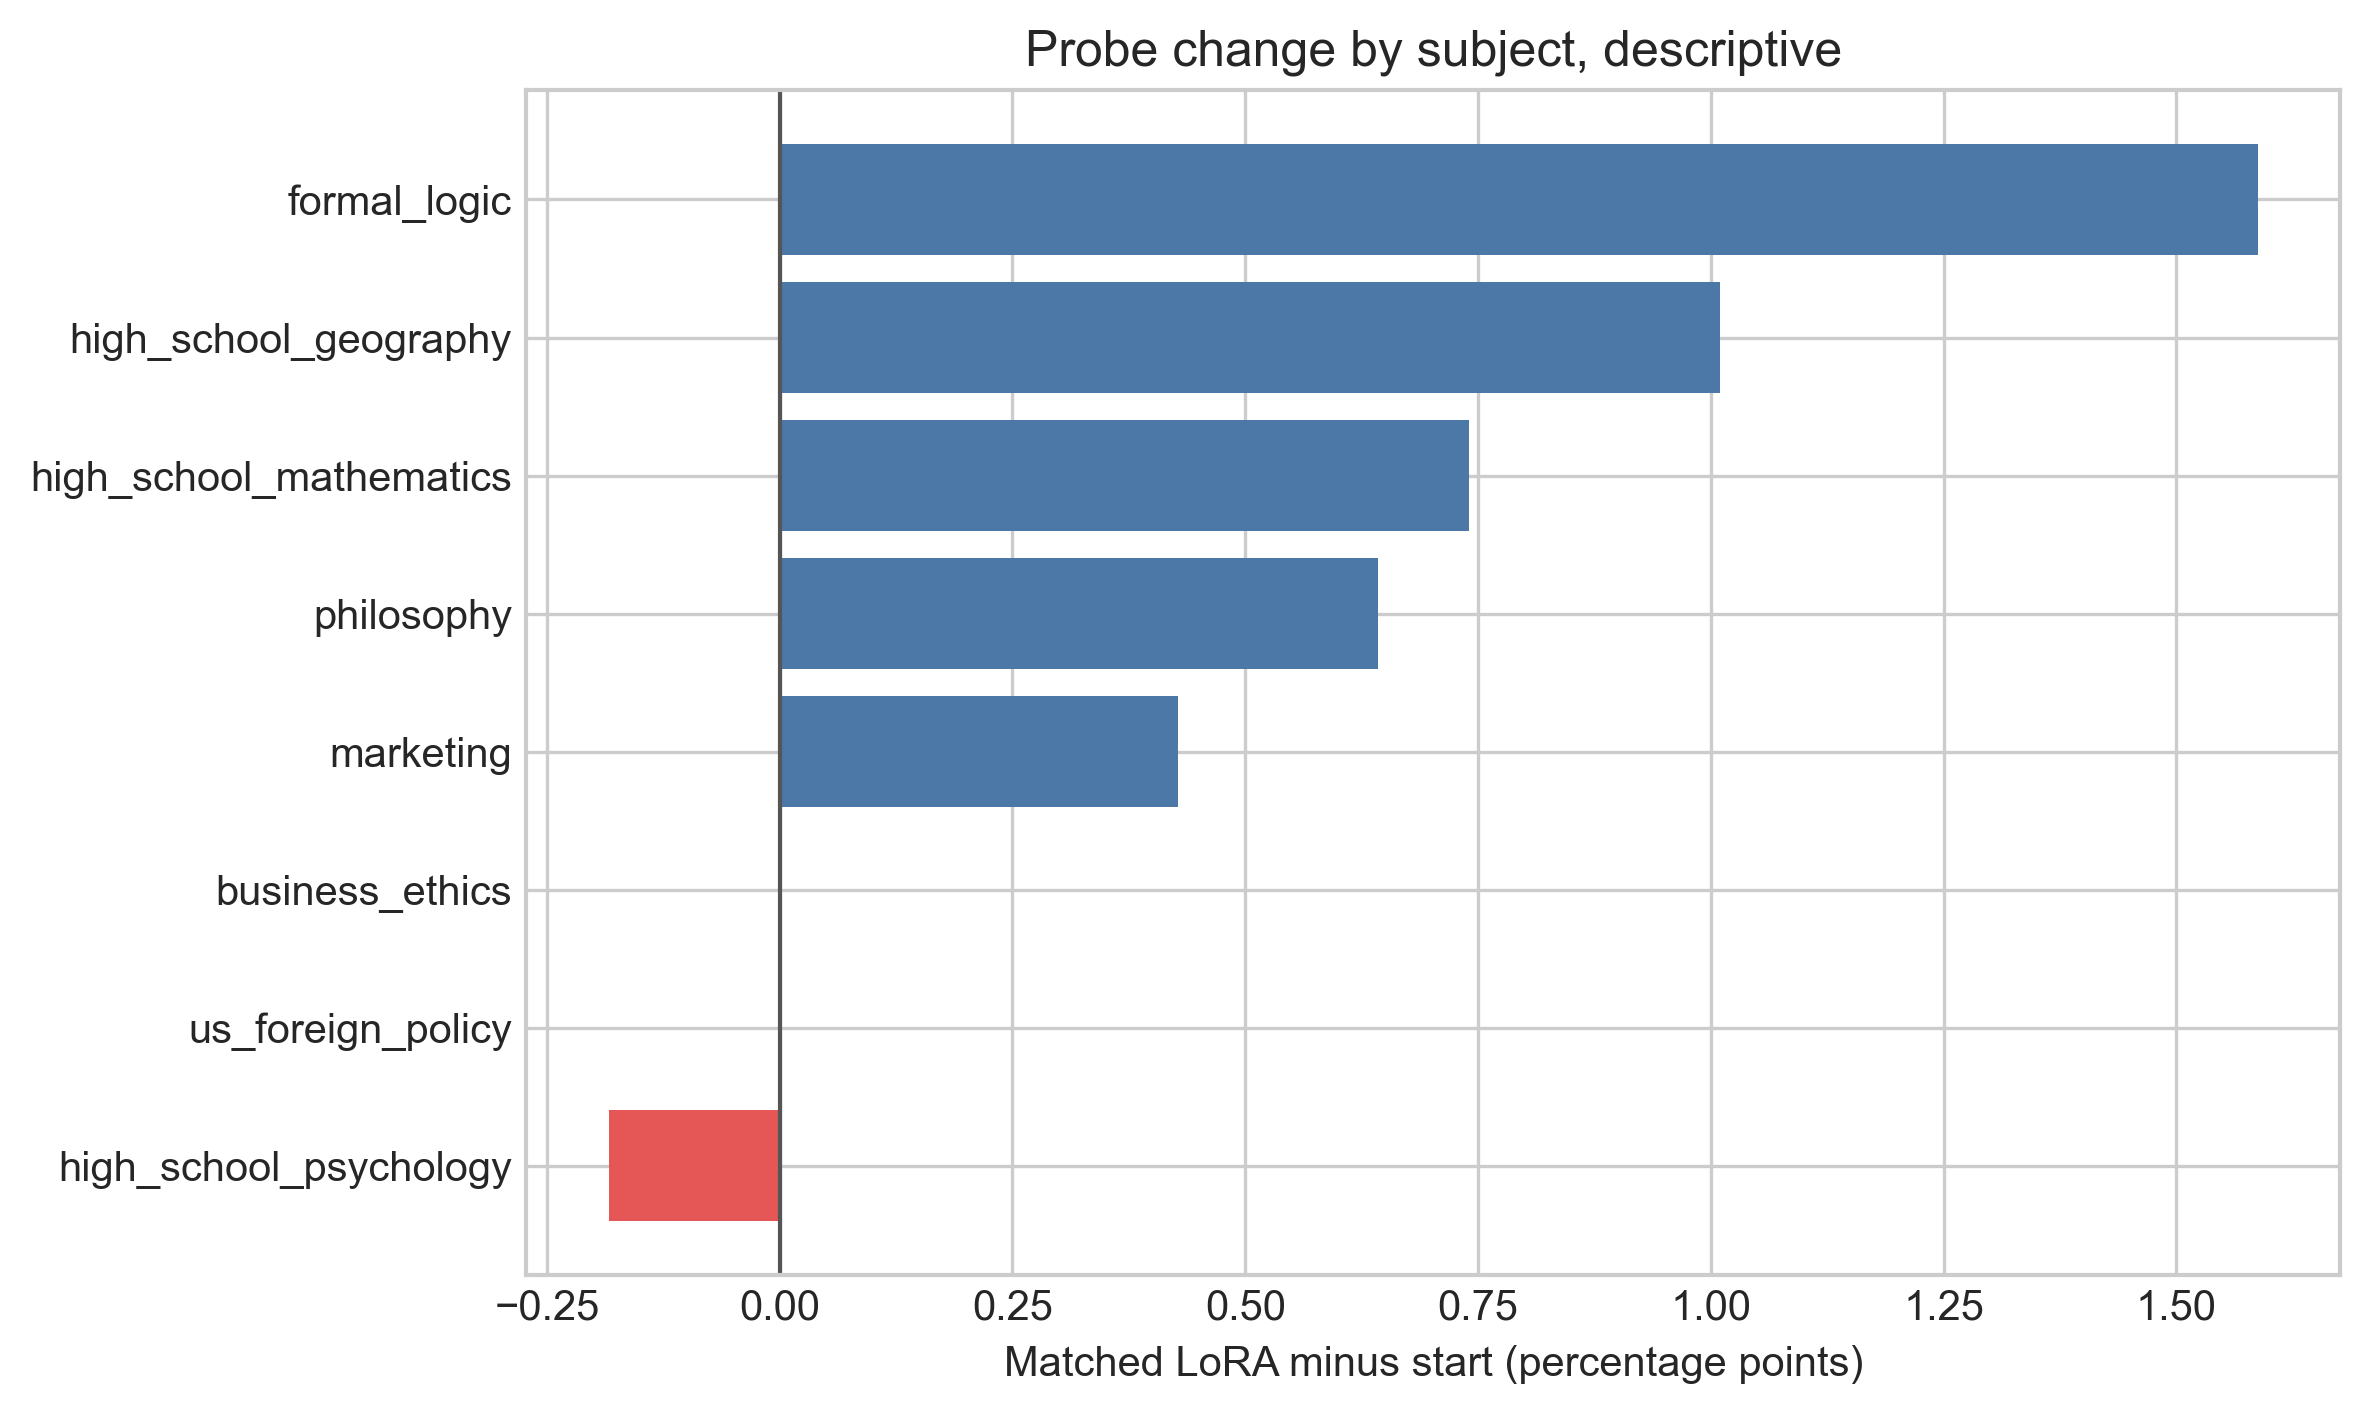 Probe change by subject, descriptive
formal_logic
high_school_geography
high_school_mathematics
philosophy
marketing
business_ethics
us_foreign_policy
high_school_psychology
−0.25 0.00 0.25 0.50 0.75 1.00 1.25 1.50
Matched LoRA minus start (percentage points)